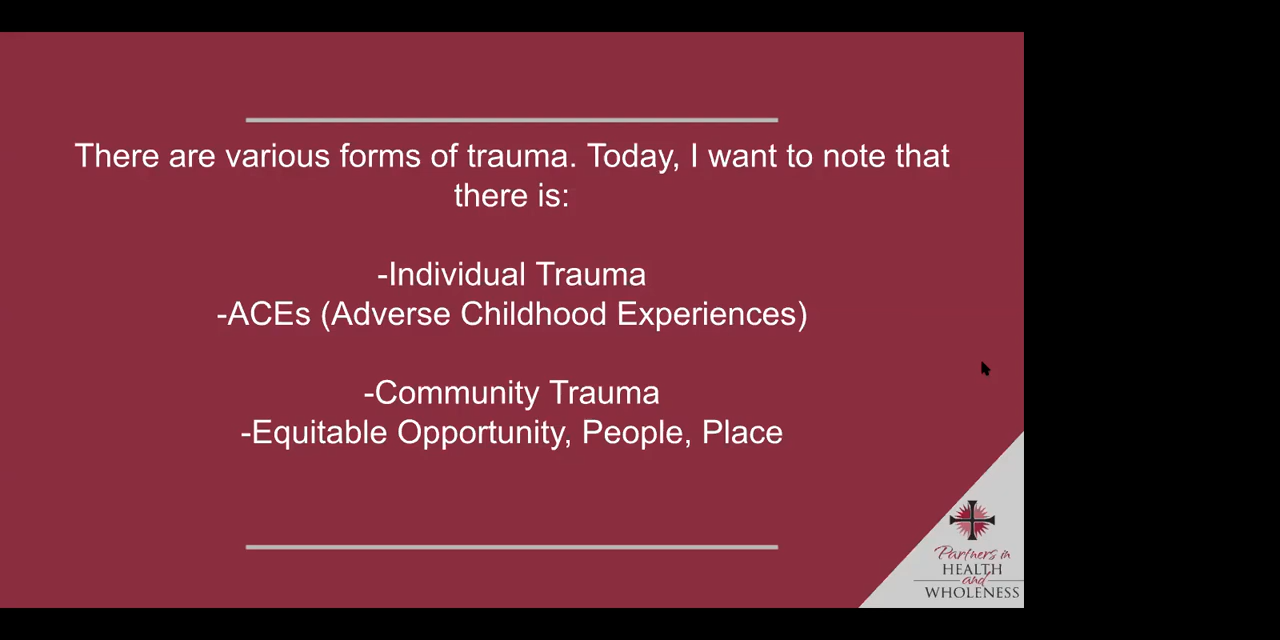 There are various forms of trauma. Today, I want to note that
there is:
-Individual Trauma
-ACEs (Adverse Childhood Experiences)
-Community Trauma
-Equitable Opportunity, People, Place
Partners in
HEALTH
and
WHOLENESS